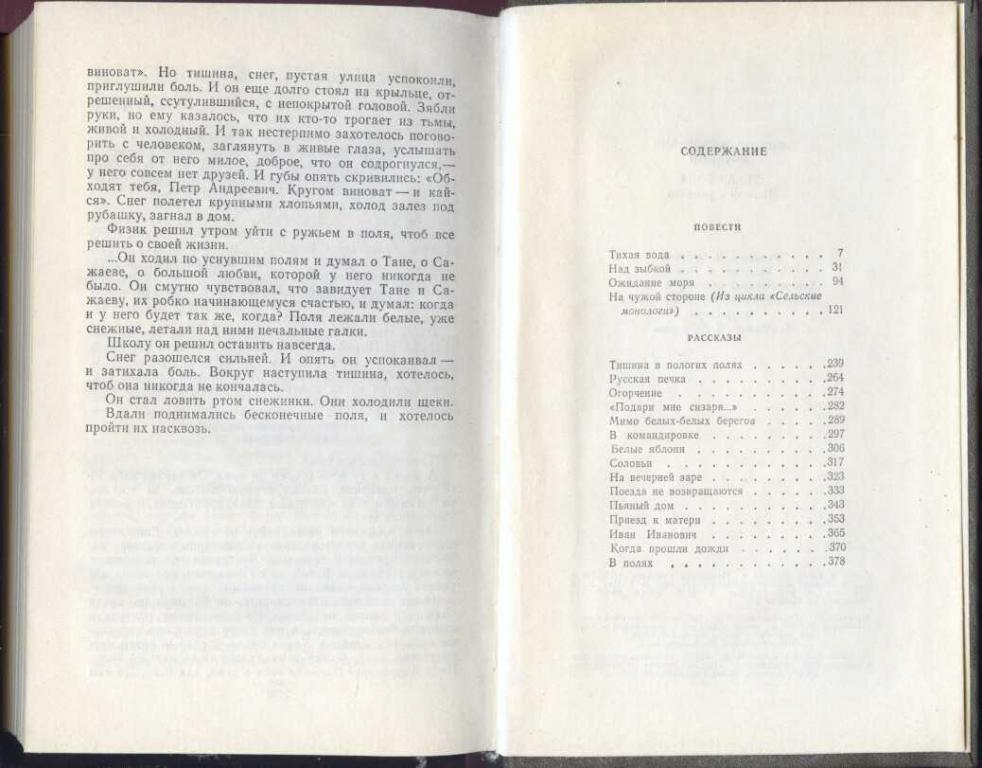 виноват». Но тишина, снег, пустая улица успокоили,
приглушили боль. И он еще долго стоял на крыльце, от-
решенный, ссутулившийся, с непокрытой головой. Зябли
руки, но ему казалось, что их кто-то трогает из тьмы,
живой и холодный. И так нестерпимо захотелось погово-
рить с человеком, заглянуть в живые глаза, услышать
про себя от него милое, доброе, что он содрогнулся,—
у него совсем нет друзей. И губы опять скривились: «Об-
ходят тебя, Петр Андреевич. Кругом виноват — и кай-
ся». Снег полетел крупными хлопьями, холод залез под
рубашку, загнал в дом.
Физик решил утром уйти с ружьем в поля, чтоб все
решить о своей жизни.
...Он ходил по уснувшим полям и думал о Тане, о Са-
жаеве, о большой любви, которой у него никогда не
было. Он смутно чувствовал, что завидует Тане и Са-
жаеву, их робко начинающемуся счастью, и думал: когда
и у него будет так же, когда? Поля лежали белые, уже
снежные, летали над ними печальные галки.
Школу он решил оставить навсегда.
Снег разошелся сильней. И опять он успокаивал —
и затихала боль. Вокруг наступила тишина, хотелось,
чтоб она никогда не кончалась.
Он стал ловить ртом снежинки. Они холодили щеки.
Вдали поднимались бесконечные поля, и хотелось
пройти их насквозь.
СОДЕРЖАНИЕ
ПОВЕСТИ
Тихая вода . . . . . . . . . . 7
Над зыбкой . . . . . . . . . . 31
Ожидание моря . . . . . . . . 94
На чужой стороне (Из цикла «Сельские
монологи») . . . . . . . . . 121
РАССКАЗЫ
Тишина в пологих полях . . . . . 239
Русская печка . . . . . . . . . 264
Огорчение . . . . . . . . . . 274
«Подари мне сизаря...» . . . . . . 282
Мимо белых-белых берегов . . . . . 289
В командировке . . . . . . . . 297
Белые яблони . . . . . . . . . 306
Соловьи . . . . . . . . . . . 317
На вечерней заре . . . . . . . . 323
Поезда не возвращаются . . . . . . 333
Пьяный дом . . . . . . . . . . 343
Приезд к матери . . . . . . . . 353
Иван Иванович . . . . . . . . . 365
Когда прошли дожди . . . . . . 370
В полях . . . . . . . . . . . 378